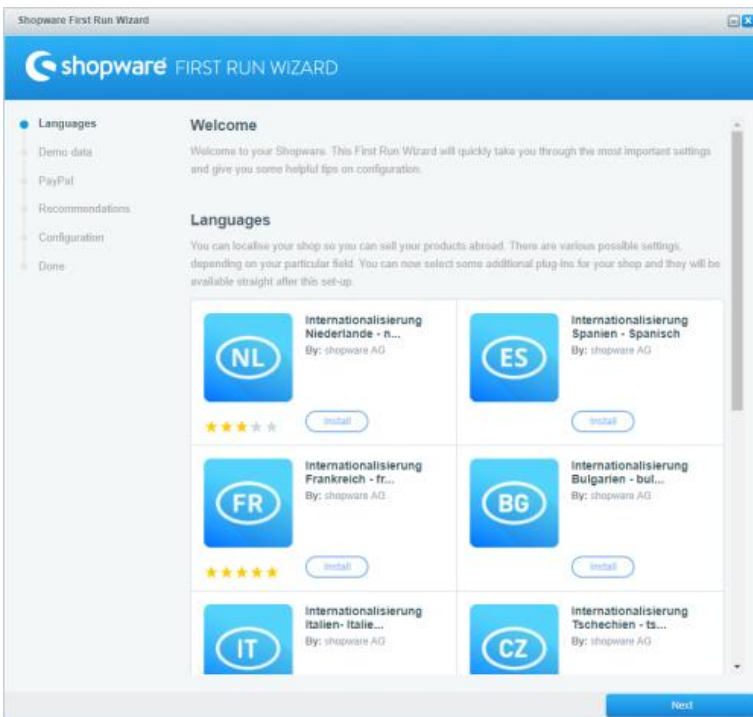 Shopware First Run Wizard
shopware FIRST RUN WIZARD
Languages
Demo data
PayPal
Recommendations
Configuration
Done
Welcome
Welcome to your Shopware. This First Run Wizard will quickly take you through the most important settings
and give you some helpful tips on configuration.
Languages
You can localise your shop so you can sell your products abroad. There are various possible settings,
depending on your particular field. You can now select some additional plug-ins for your shop and they will be
available straight after this set-up.
NL
Internationalisierung
Niederlande - n...
By: shopware AG
Install
ES
Internationalisierung
Spanien - Spanisch
By: shopware AG
Install
FR
Internationalisierung
Frankreich - fr...
By: shopware AG
Install
BG
Internationalisierung
Bulgarien - bul...
By: shopware AG
Install
IT
Internationalisierung
Italien- Italie...
By: shopware AG
CZ
Internationalisierung
Tschechien - ts...
By: shopware AG
Next